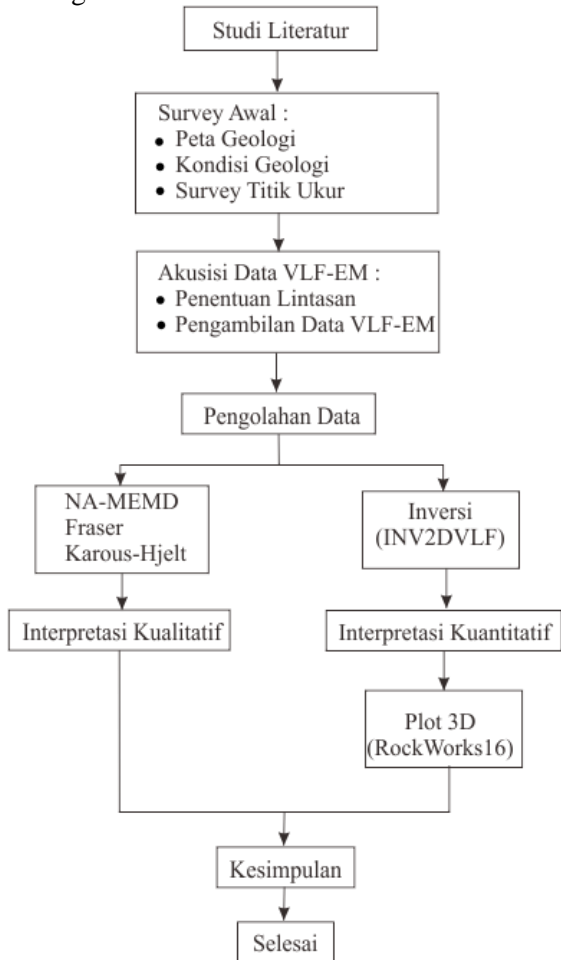 Studi Literatur
Survey Awal :
• Peta Geologi
• Kondisi Geologi
• Survey Titik Ukur
Akusisi Data VLF-EM :
• Penentuan Lintasan
• Pengambilan Data VLF-EM
Pengolahan Data
NA-MEMD
Fraser
Karous-Hjelt
Inversi
(INV2DVLF)
Interpretasi Kualitatif
Interpretasi Kuantitatif
Plot 3D
(RockWorks16)
Kesimpulan
Selesai